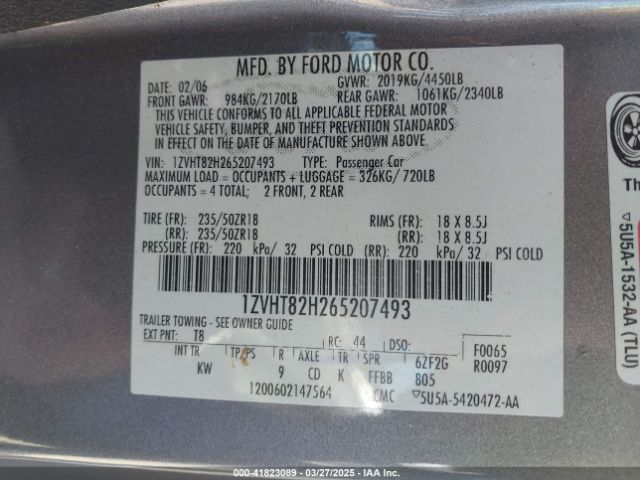 MFD. BY FORD MOTOR CO.
DATE: 02/06 GVWR: 2019KG/4450LB
FRONT GAWR: 984KG/2170LB REAR GAWR: 1061KG/2340LB
THIS VEHICLE CONFORMS TO ALL APPLICABLE FEDERAL MOTOR
VEHICLE SAFETY, BUMPER, AND THEFT PREVENTION STANDARDS
IN EFFECT ON THE DATE OF MANUFACTURE SHOWN ABOVE.
VIN: 1ZVHT82H265207493 TYPE: Passenger Car
MAXIMUM LOAD = OCCUPANTS + LUGGAGE = 326KG/ 720LB
OCCUPANTS = 4 TOTAL; 2 FRONT, 2 REAR
TIRE (FR): 235/50ZR18 RIMS (FR): 18 X 8.5J
(RR): 235/50ZR18 (RR): 18 X 8.5J
PRESSURE (FR): 220 kPa/ 32 PSI COLD (RR): 220 kPa/ 32 PSI COLD
1ZVHT82H265207493
TRAILER TOWING - SEE OWNER GUIDE
EXT PNT: T8 RC: 44 DSO: F0065
INT TR TP/PS R AXLE TR SPR 6ZF2G R0097
KW 9 CD K FFBB 805
1200602147564 CMC ▽5U5A-5420472-AA
Th
▽5U5A-1532-AA (TLU)
000-41823089 — 03/27/2025 — IAA Inc.